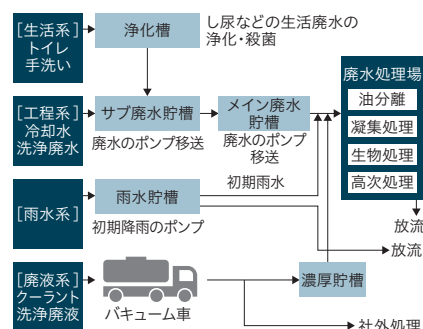 [生活系]
トイレ
手洗い
浄化槽
し尿などの生活廃水の
浄化・殺菌
[工程系]
冷却水
洗浄廃水
サブ廃水貯槽
廃水のポンプ移送
メイン廃水
貯槽
廃水のポンプ
移送
廃水処理場
油分離
凝集処理
生物処理
高次処理
放流
[雨水系]
雨水貯槽
初期降雨のポンプ
初期雨水
放流
[廃液系]
クーラント
洗浄廃液
バキューム車
濃厚貯槽
社外処理